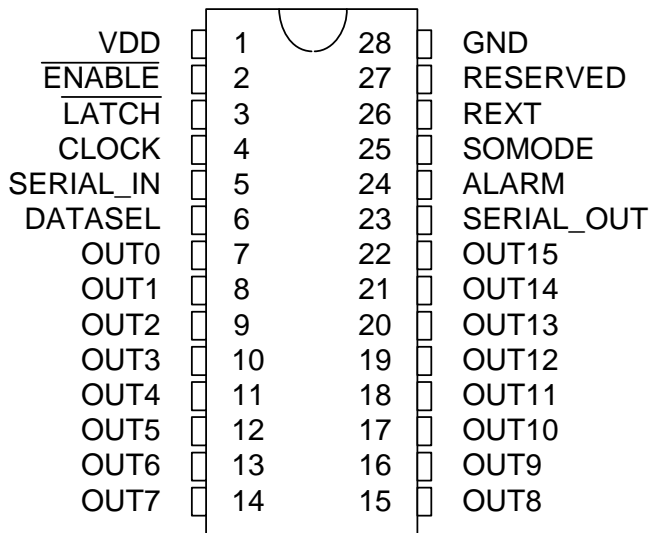 VDD 1 28 GND
ENABLE 2 27 RESERVED
LATCH 3 26 REXT
CLOCK 4 25 SOMODE
SERIAL_IN 5 24 ALARM
DATASEL 6 23 SERIAL_OUT
OUT0 7 22 OUT15
OUT1 8 21 OUT14
OUT2 9 20 OUT13
OUT3 10 19 OUT12
OUT4 11 18 OUT11
OUT5 12 17 OUT10
OUT6 13 16 OUT9
OUT7 14 15 OUT8